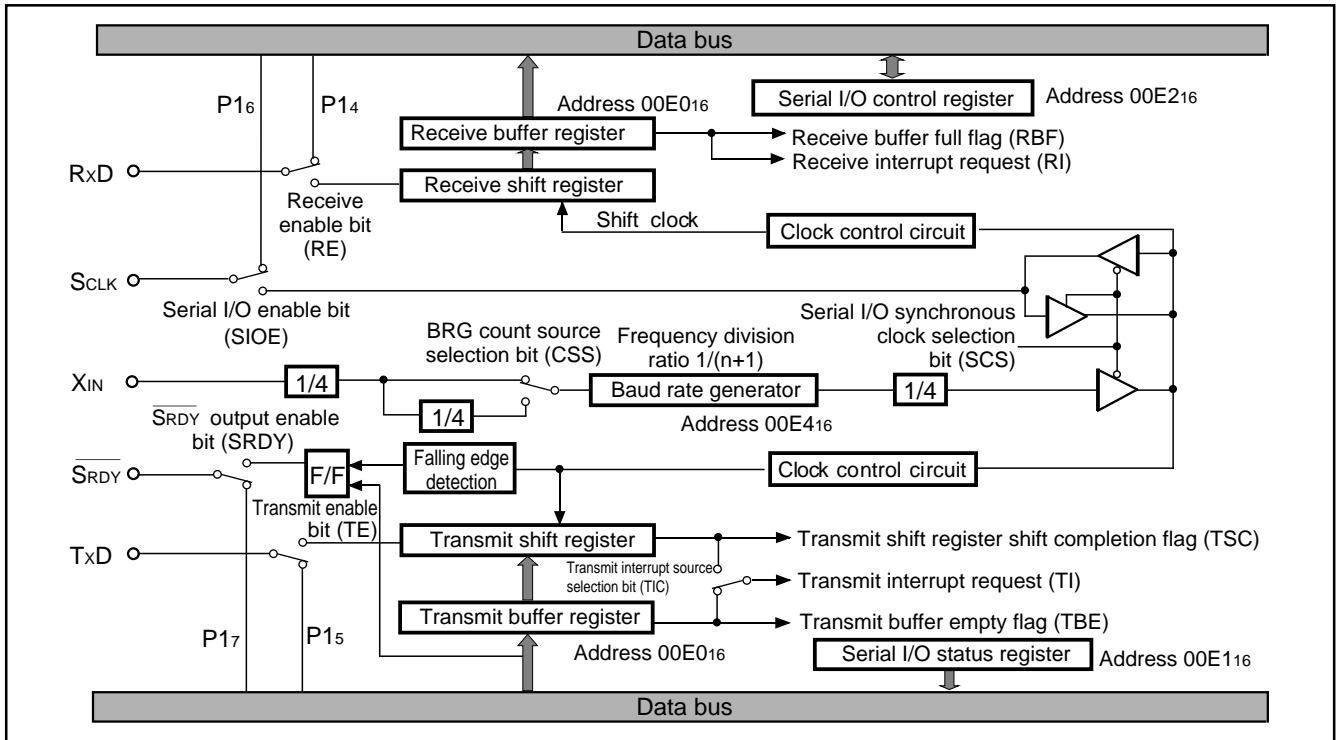 Data bus
P16
P14
Address 00E016
Serial I/O control register
Address 00E216
Receive buffer register
Receive buffer full flag (RBF)
Receive interrupt request (RI)
RxD
Receive shift register
Receive
enable bit
(RE)
Shift clock
Clock control circuit
SCLK
Serial I/O enable bit
(SIOE)
BRG count source
selection bit (CSS)
Frequency division
ratio 1/(n+1)
Serial I/O synchronous
clock selection
bit (SCS)
XIN
1/4
1/4
Baud rate generator
1/4
Address 00E416
SRDY output enable
bit (SRDY)
SRDY
F/F
Falling edge
detection
Clock control circuit
Transmit enable
bit (TE)
TxD
Transmit shift register
Transmit shift register shift completion flag (TSC)
Transmit interrupt source
selection bit (TIC)
Transmit interrupt request (TI)
Transmit buffer register
Transmit buffer empty flag (TBE)
P17
P15
Address 00E016
Serial I/O status register
Address 00E116
Data bus